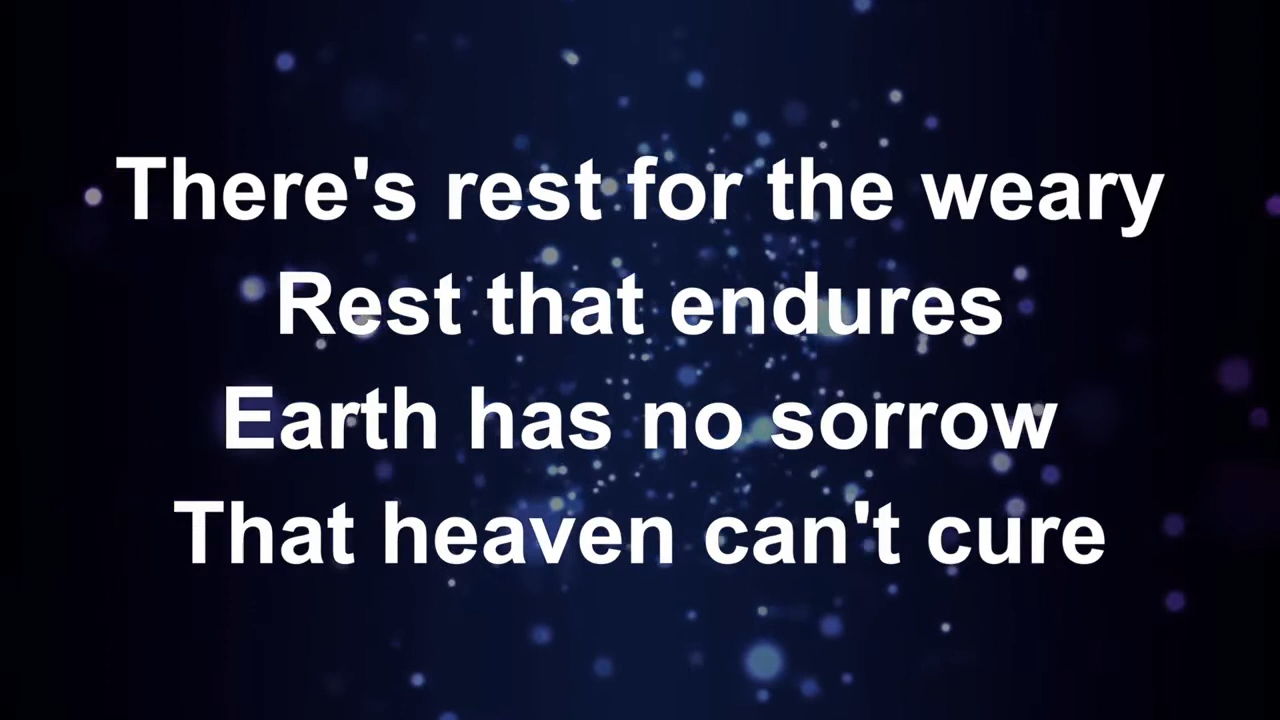 There's rest for the weary
Rest that endures
Earth has no sorrow
That heaven can't cure